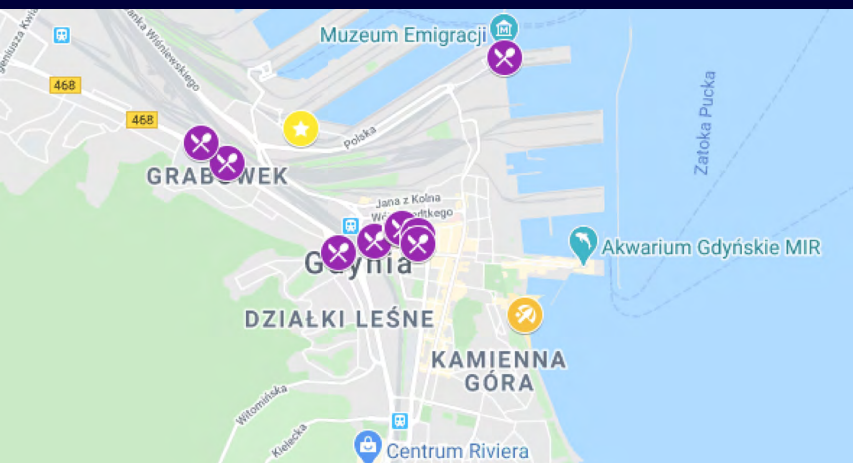 Muzeum Emigracji
468
468
Polska
Zatoka Pucka
GRABÓWEK
Jana z Kolna
Gdynia
Akwarium Gdyńskie MIR
DZIAŁKI LEŚNE
KAMIENNA
GÓRA
Witomińska
Kielecka
Centrum Riviera